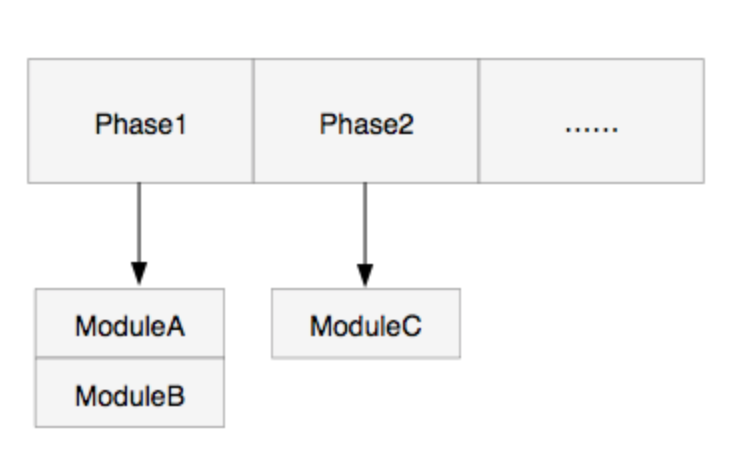 Phase1
Phase2
......
ModuleA
ModuleC
ModuleB